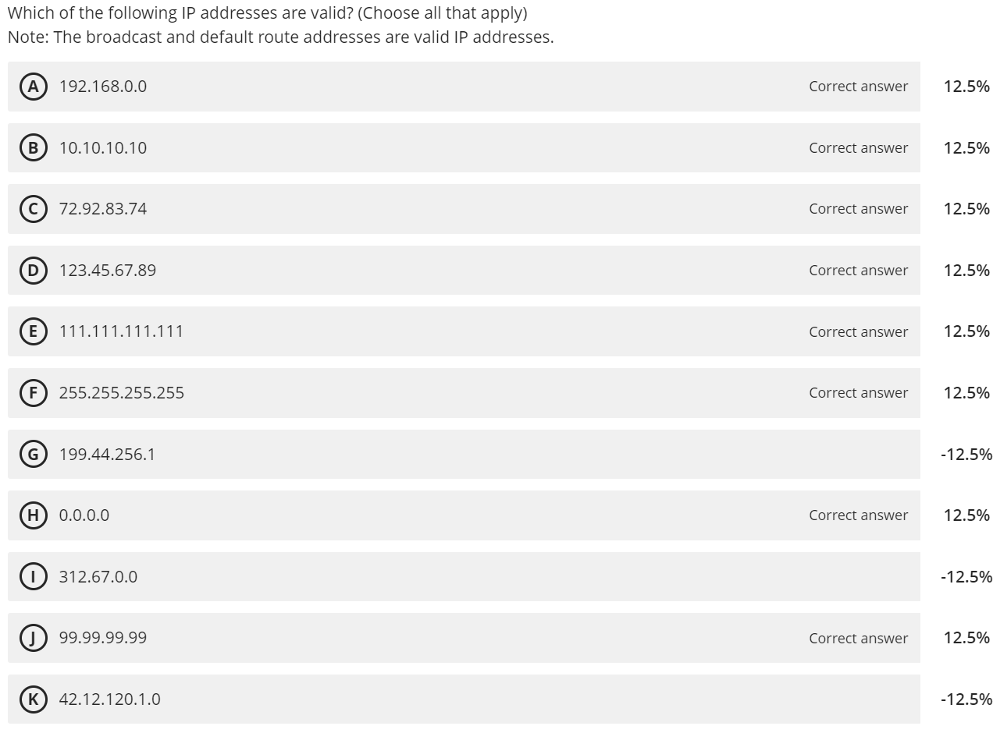 Which of the following IP addresses are valid? (Choose all that apply)
Note: The broadcast and default route addresses are valid IP addresses.
A 192.168.0.0 Correct answer 12.5%
B 10.10.10.10 Correct answer 12.5%
C 72.92.83.74 Correct answer 12.5%
D 123.45.67.89 Correct answer 12.5%
E 111.111.111.111 Correct answer 12.5%
F 255.255.255.255 Correct answer 12.5%
G 199.44.256.1 -12.5%
H 0.0.0.0 Correct answer 12.5%
I 312.67.0.0 -12.5%
J 99.99.99.99 Correct answer 12.5%
K 42.12.120.1.0 -12.5%